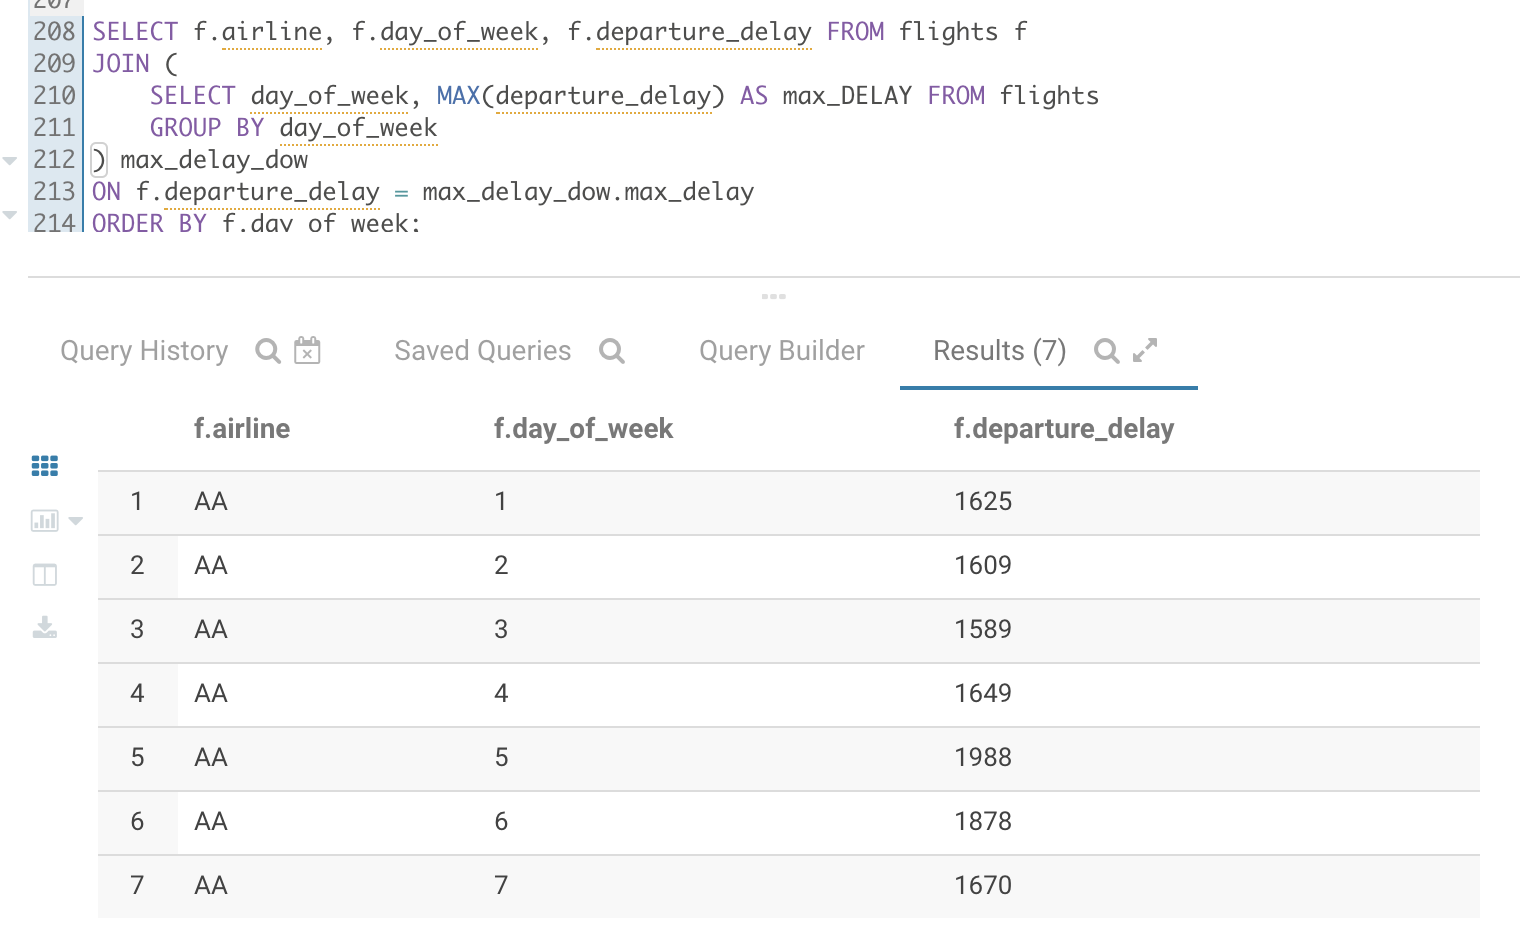 207
208 SELECT f.airline, f.day_of_week, f.departure_delay FROM flights f
209 JOIN (
210 SELECT day_of_week, MAX(departure_delay) AS max_DELAY FROM flights
211 GROUP BY day_of_week
212 ) max_delay_dow
213 ON f.departure_delay = max_delay_dow.max_delay
214 ORDER BY f.day_of_week;
Query History Saved Queries Query Builder Results (7)
f.airline f.day_of_week f.departure_delay
1 AA 1 1625
2 AA 2 1609
3 AA 3 1589
4 AA 4 1649
5 AA 5 1988
6 AA 6 1878
7 AA 7 1670